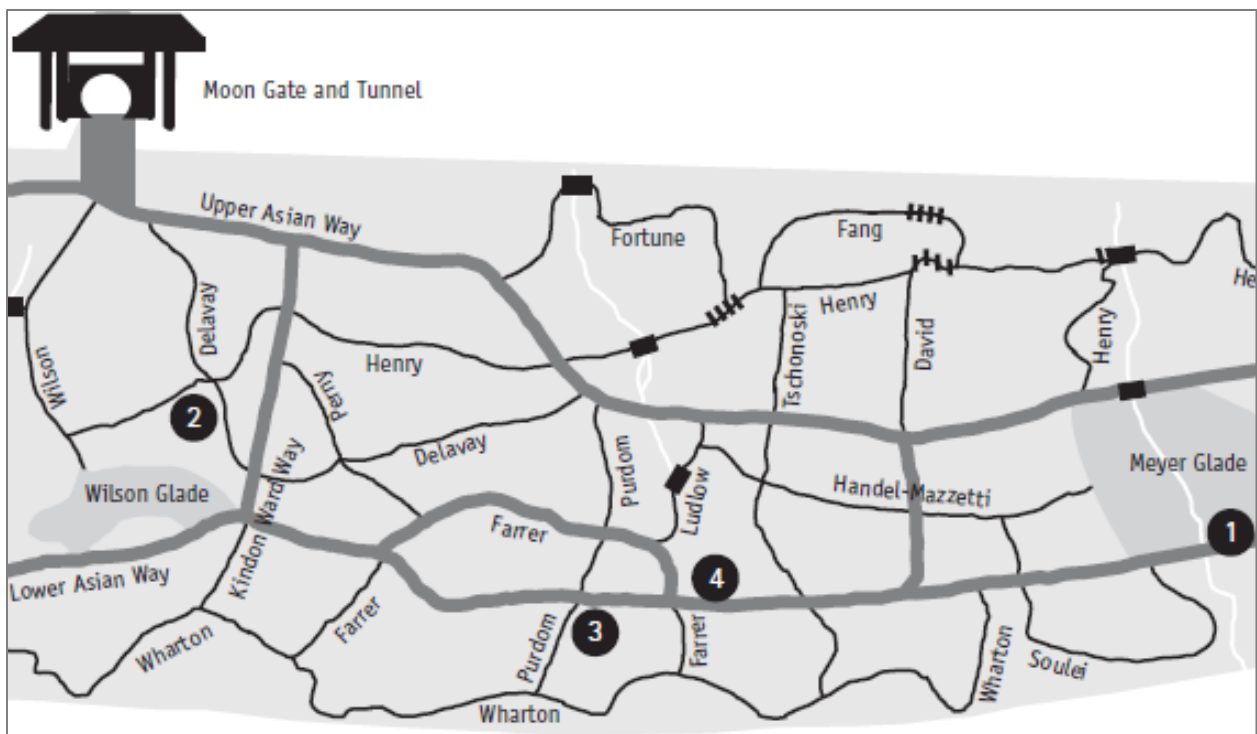 Moon Gate and Tunnel
Upper Asian Way
Fortune
Fang
Henry
He
Delavay
Henry
Tschonoski
David
Henry
Wilson
Perny
2
Delavay
Purdom
Ludlow
Handel-Mazzetti
Meyer Glade
Wilson Glade
Kindon Ward Way
Farrer
1
Lower Asian Way
4
Farrer
Purdom
3
Farrer
Wharton
Soulei
Wharton
Wharton